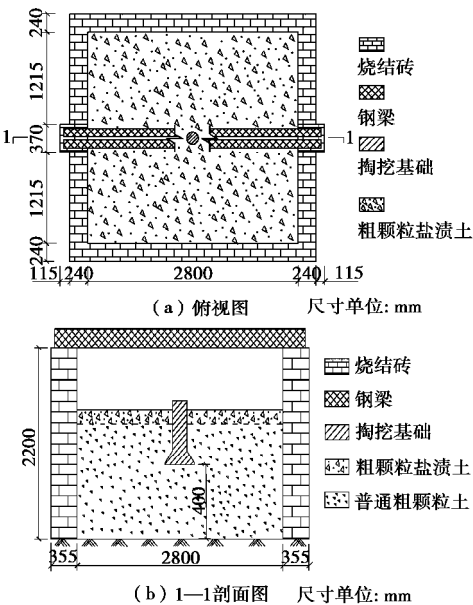 240
1215
370
1215
240
1
1
115
240
2800
240
115
烧结砖
钢梁
掏挖基础
粗颗粒盐渍土
(a)俯视图
尺寸单位: mm
2200
400
355
2800
355
烧结砖
钢梁
掏挖基础
粗颗粒盐渍土
普通粗颗粒土
(b)1—1剖面图
尺寸单位: mm